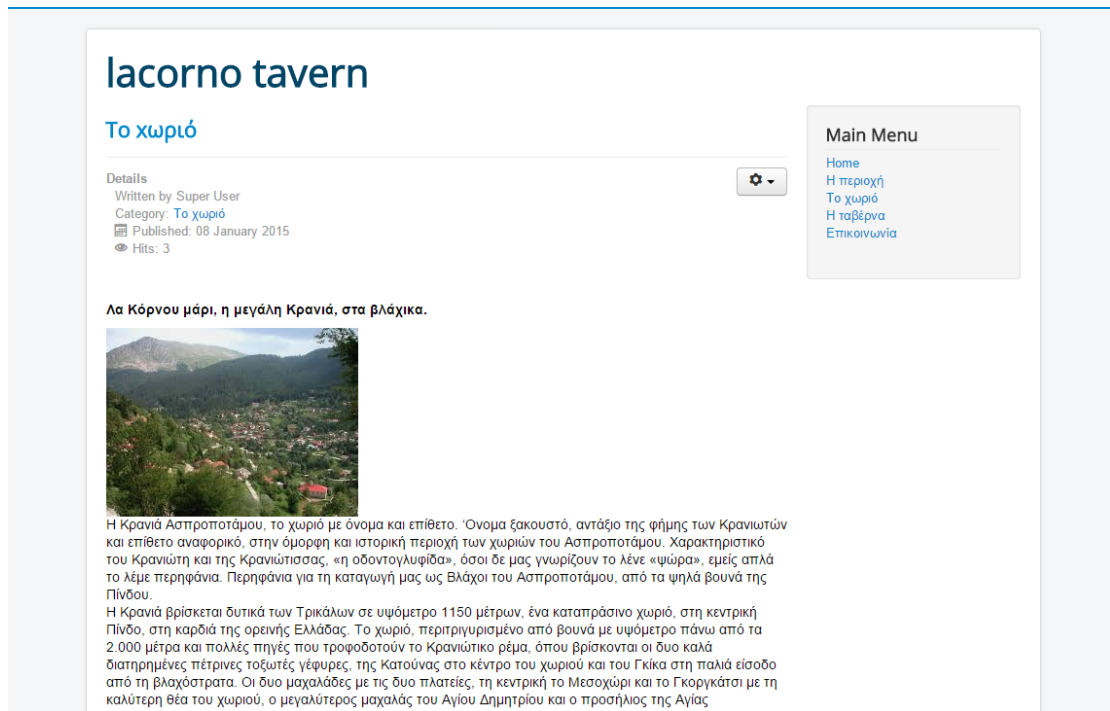 lacorno tavern
Το χωριό
Details
Written by Super User
Category: Το χωριό
Published: 08 January 2015
Hits: 3
Main Menu
Home
Η περιοχή
Το χωριό
Η ταβέρνα
Επικοινωνία
Λα Κόρνου μάρι, η μεγάλη Κρανιά, στα βλάχικα.
Η Κρανιά Ασπροποτάμου, το χωριό με όνομα και επίθετο. Όνομα ξακουστό, αντάξιο της φήμης των Κρανιωτών
και επίθετο αναφορικό, στην όμορφη και ιστορική περιοχή των χωριών του Ασπροποτάμου. Χαρακτηριστικό
του Κρανιώτη και της Κρανιώτισσας, «η οδοντογλυφίδα», όσοι δε μας γνωρίζουν το λένε «ψώρα», εμείς απλά
το λέμε περηφάνια. Περηφάνια για τη καταγωγή μας ως Βλάχοι του Ασπροποτάμου, από τα ψηλά βουνά της
Πίνδου.
Η Κρανιά βρίσκεται δυτικά των Τρικάλων σε υψόμετρο 1150 μέτρων, ένα καταπράσινο χωριό, στη κεντρική
Πίνδο, στη καρδιά της ορεινής Ελλάδας. Το χωριό, περιτριγυρισμένο από βουνά με υψόμετρο πάνω από τα
2.000 μέτρα και πολλές πηγές που τροφοδοτούν το Κρανιώτικο ρέμα, όπου βρίσκονται οι δυο καλά
διατηρημένες πέτρινες τοξωτές γέφυρες, της Κατούνας στο κέντρο του χωριού και του Γκίκα στη παλιά είσοδο
από τη βλαχόστρατα. Οι δυο μαχαλάδες με τις δυο πλατείες, τη κεντρική το Μεσοχώρι και το Γκοργκάτσι με τη
καλύτερη θέα του χωριού, ο μεγαλύτερος μαχαλάς του Αγίου Δημητρίου και ο προσήλιος της Αγίας